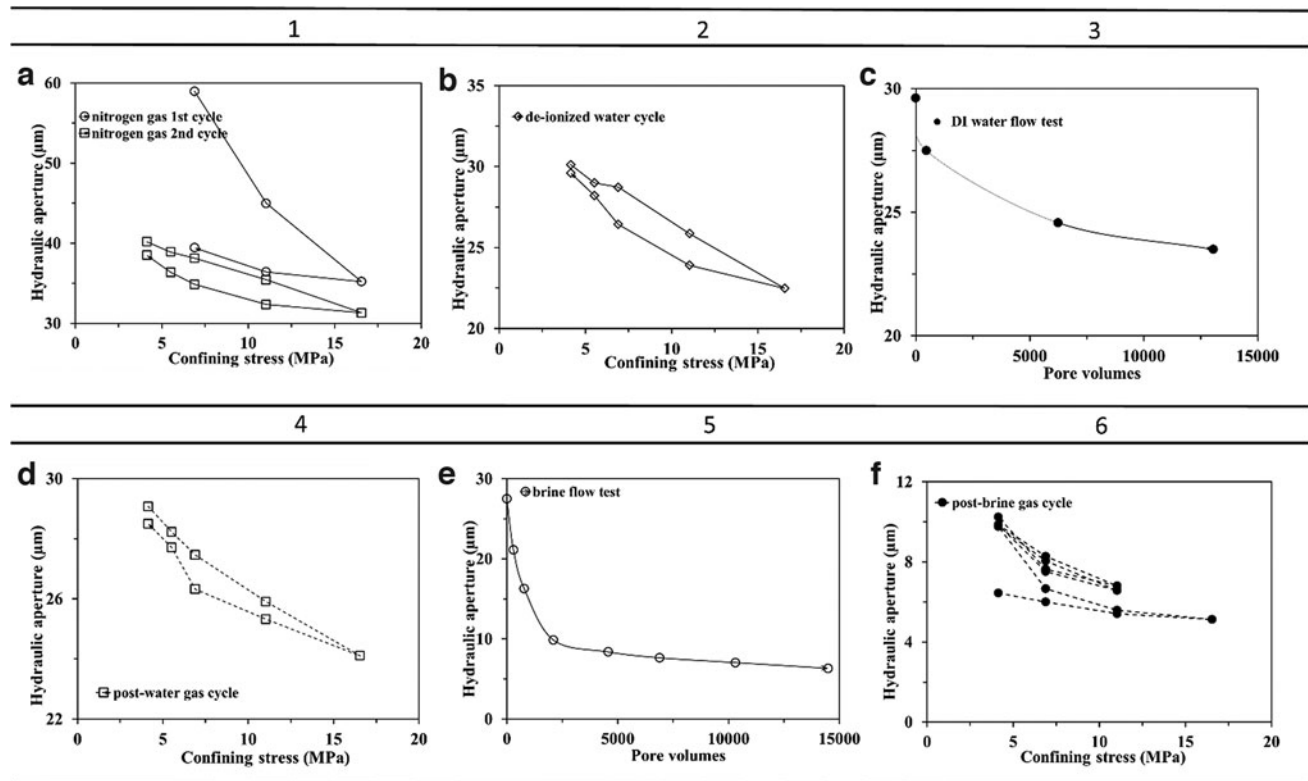 1 2 3
a
60
50
40
30
0 5 10 15 20
Hydraulic aperture (µm)
Confining stress (MPa)
nitrogen gas 1st cycle
nitrogen gas 2nd cycle
b
35
30
25
20
0 5 10 15 20
Hydraulic aperture (µm)
Confining stress (MPa)
de-ionized water cycle
c
30
25
20
0 5000 10000 15000
Hydraulic aperture (µm)
Pore volumes
DI water flow test
4 5 6
d
30
28
26
24
22
0 5 10 15 20
Hydraulic aperture (µm)
Confining stress (MPa)
post-water gas cycle
e
30
20
10
0
0 5000 10000 15000
Hydraulic aperture (µm)
Pore volumes
brine flow test
f
12
8
4
0
0 5 10 15 20
Hydraulic aperture (µm)
Confining stress (MPa)
post-brine gas cycle